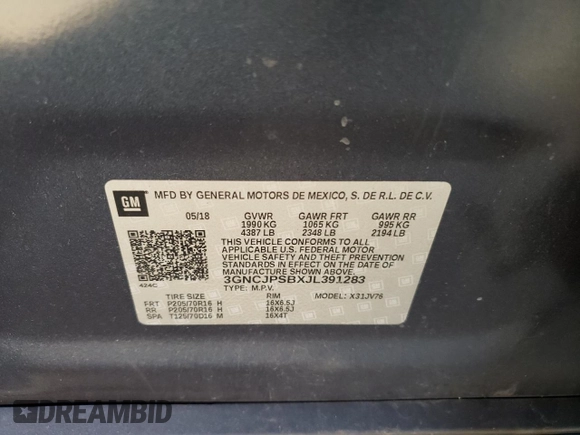 GM
MFD BY GENERAL MOTORS DE MEXICO, S. DE R.L. DE C.V.
05/18 GVWR GAWR FRT GAWR RR
1990 KG 1065 KG 995 KG
4387 LB 2348 LB 2194 LB
THIS VEHICLE CONFORMS TO ALL
APPLICABLE U.S. FEDERAL MOTOR
VEHICLE SAFETY AND BUMPER
STANDARDS IN EFFECT ON THE DATE OF
MANUFACTURE SHOWN ABOVE.
3GNCJPSBXJL391283
424C TYPE: M.P.V.
TIRE SIZE RIM MODEL: X31JV76
FRT P205/70R16 H 16X6.5J
RR P205/70R16 H 16X6.5J
SPA T125/70D16 M 16X4T
DREAMBID